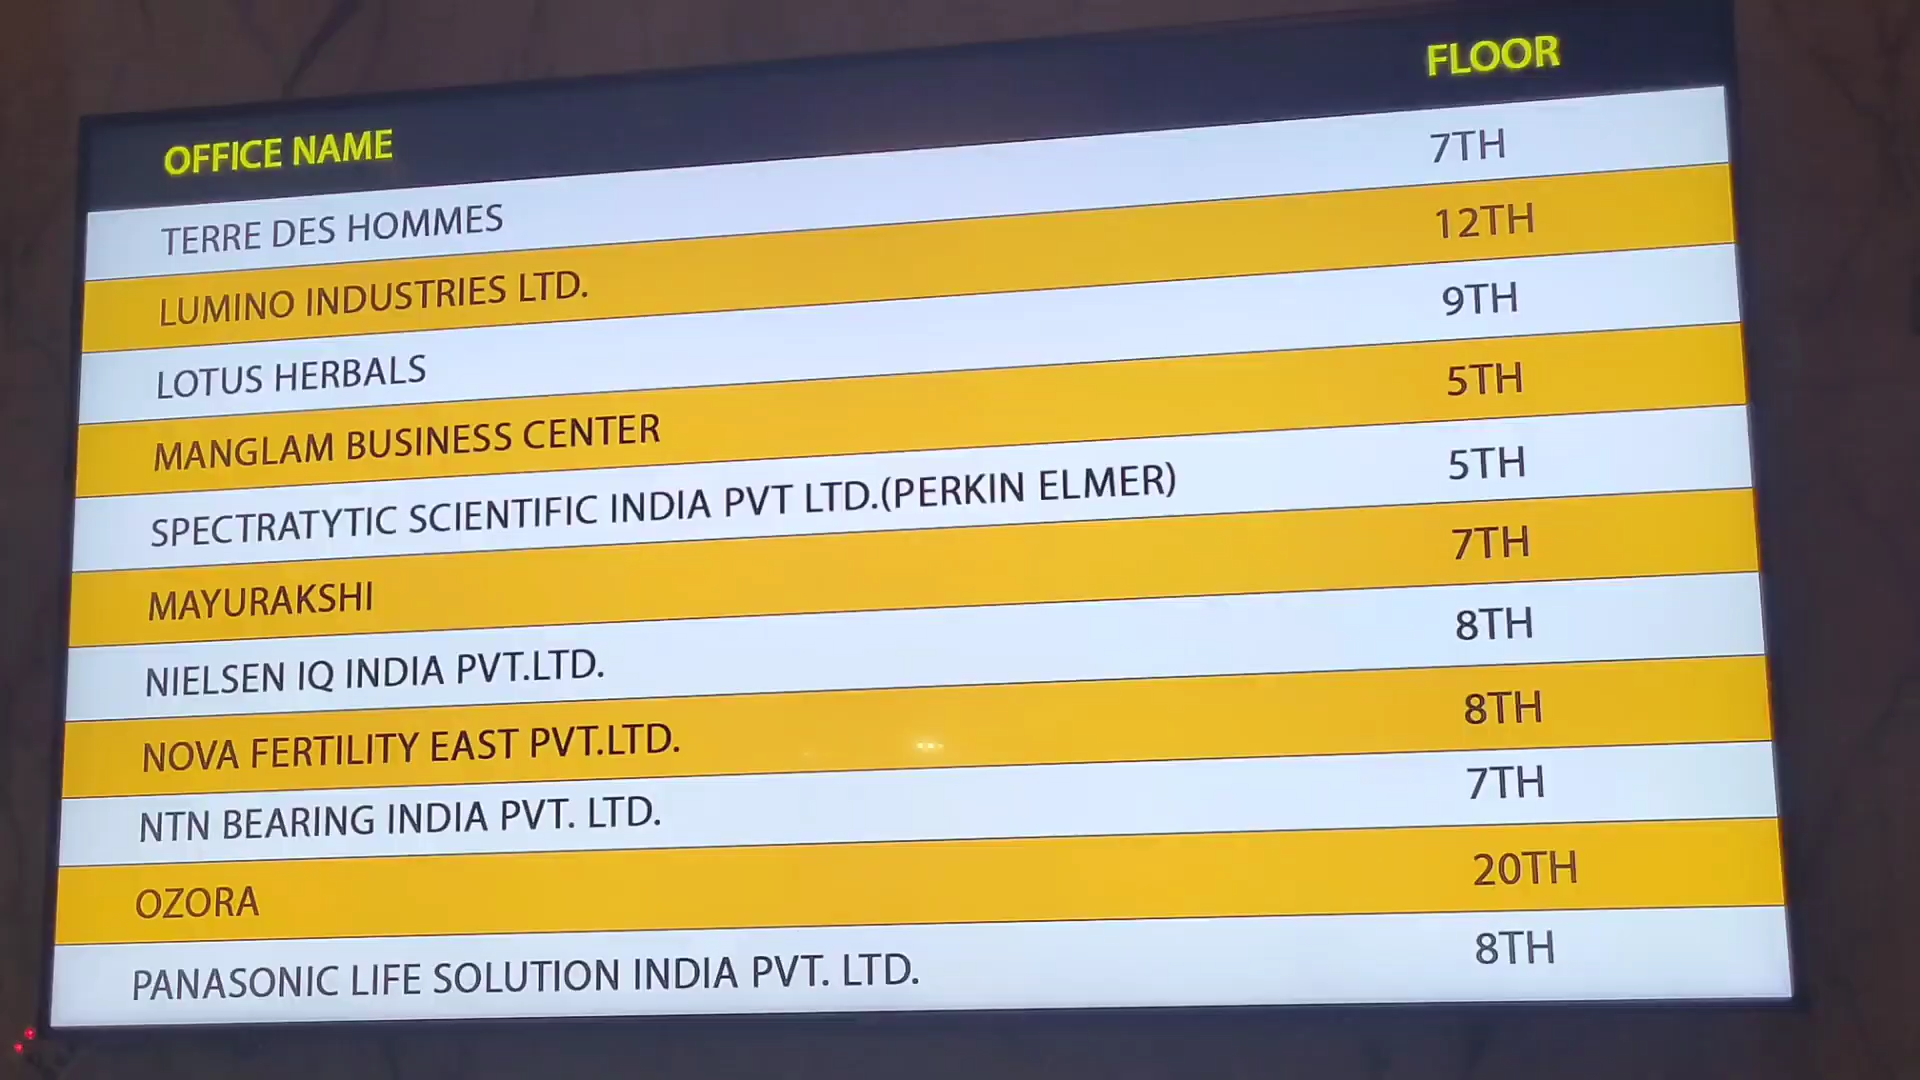 OFFICE NAME FLOOR
TERRE DES HOMMES 7TH
LUMINO INDUSTRIES LTD. 12TH
LOTUS HERBALS 9TH
MANGLAM BUSINESS CENTER 5TH
SPECTRATYTIC SCIENTIFIC INDIA PVT LTD.(PERKIN ELMER) 5TH
MAYURAKSHI 7TH
NIELSEN IQ INDIA PVT.LTD. 8TH
NOVA FERTILITY EAST PVT.LTD. 8TH
NTN BEARING INDIA PVT. LTD. 7TH
OZORA 20TH
PANASONIC LIFE SOLUTION INDIA PVT. LTD. 8TH